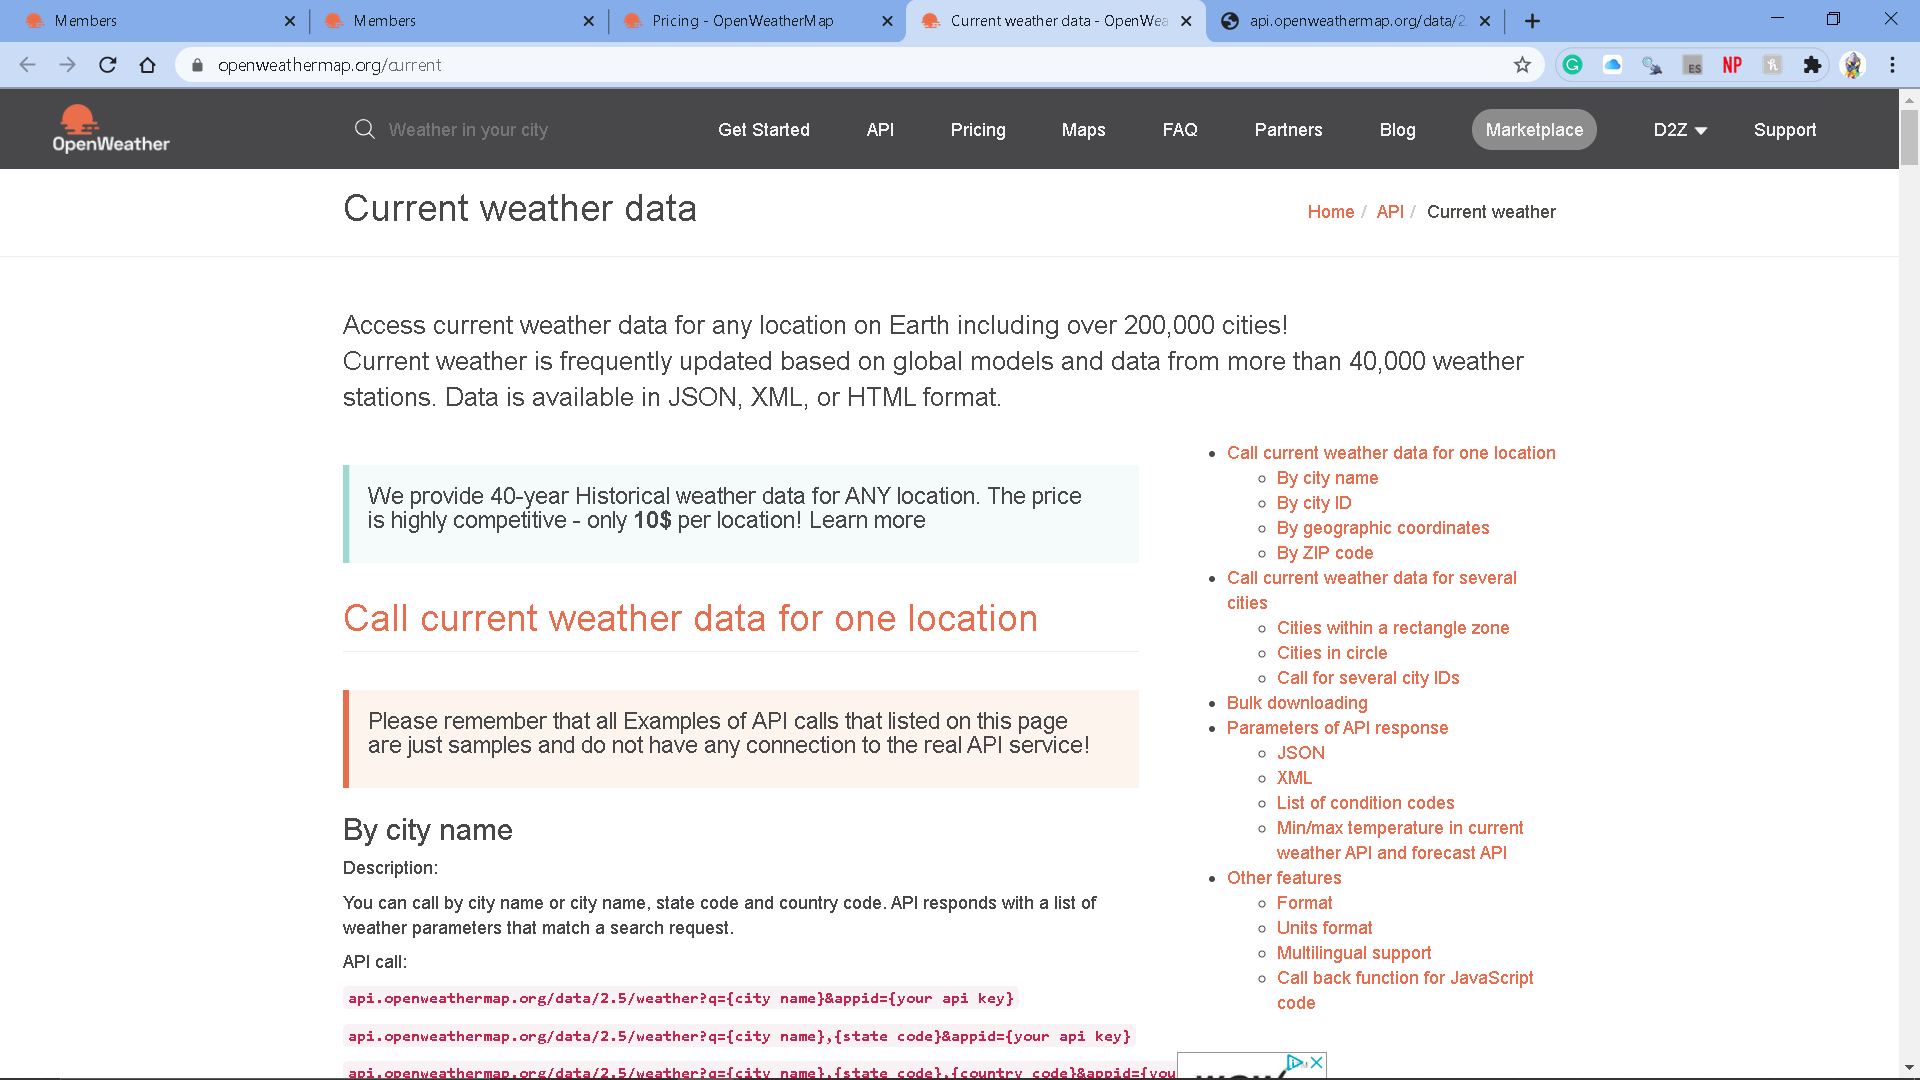 Members
Members
Pricing - OpenWeatherMap
Current weather data - OpenWea
api.openweathermap.org/data/2.
openweathermap.org/current
ES
NP
OpenWeather
Weather in your city
Get Started
API
Pricing
Maps
FAQ
Partners
Blog
Marketplace
D2Z
Support
Current weather data
Home / API / Current weather
Access current weather data for any location on Earth including over 200,000 cities!
Current weather is frequently updated based on global models and data from more than 40,000 weather
stations. Data is available in JSON, XML, or HTML format.
We provide 40-year Historical weather data for ANY location. The price
is highly competitive - only 10$ per location! Learn more
Call current weather data for one location
Please remember that all Examples of API calls that listed on this page
are just samples and do not have any connection to the real API service!
By city name
Description:
You can call by city name or city name, state code and country code. API responds with a list of
weather parameters that match a search request.
API call:
api.openweathermap.org/data/2.5/weather?q={city name}&appid={your api key}
api.openweathermap.org/data/2.5/weather?q={city name},{state code}&appid={your api key}
api.openweathermap.org/data/2.5/weather?q={city name},{state code},{country code}&appid={you
Call current weather data for one location
By city name
By city ID
By geographic coordinates
By ZIP code
Call current weather data for several
cities
Cities within a rectangle zone
Cities in circle
Call for several city IDs
Bulk downloading
Parameters of API response
JSON
XML
List of condition codes
Min/max temperature in current
weather API and forecast API
Other features
Format
Units format
Multilingual support
Call back function for JavaScript
code